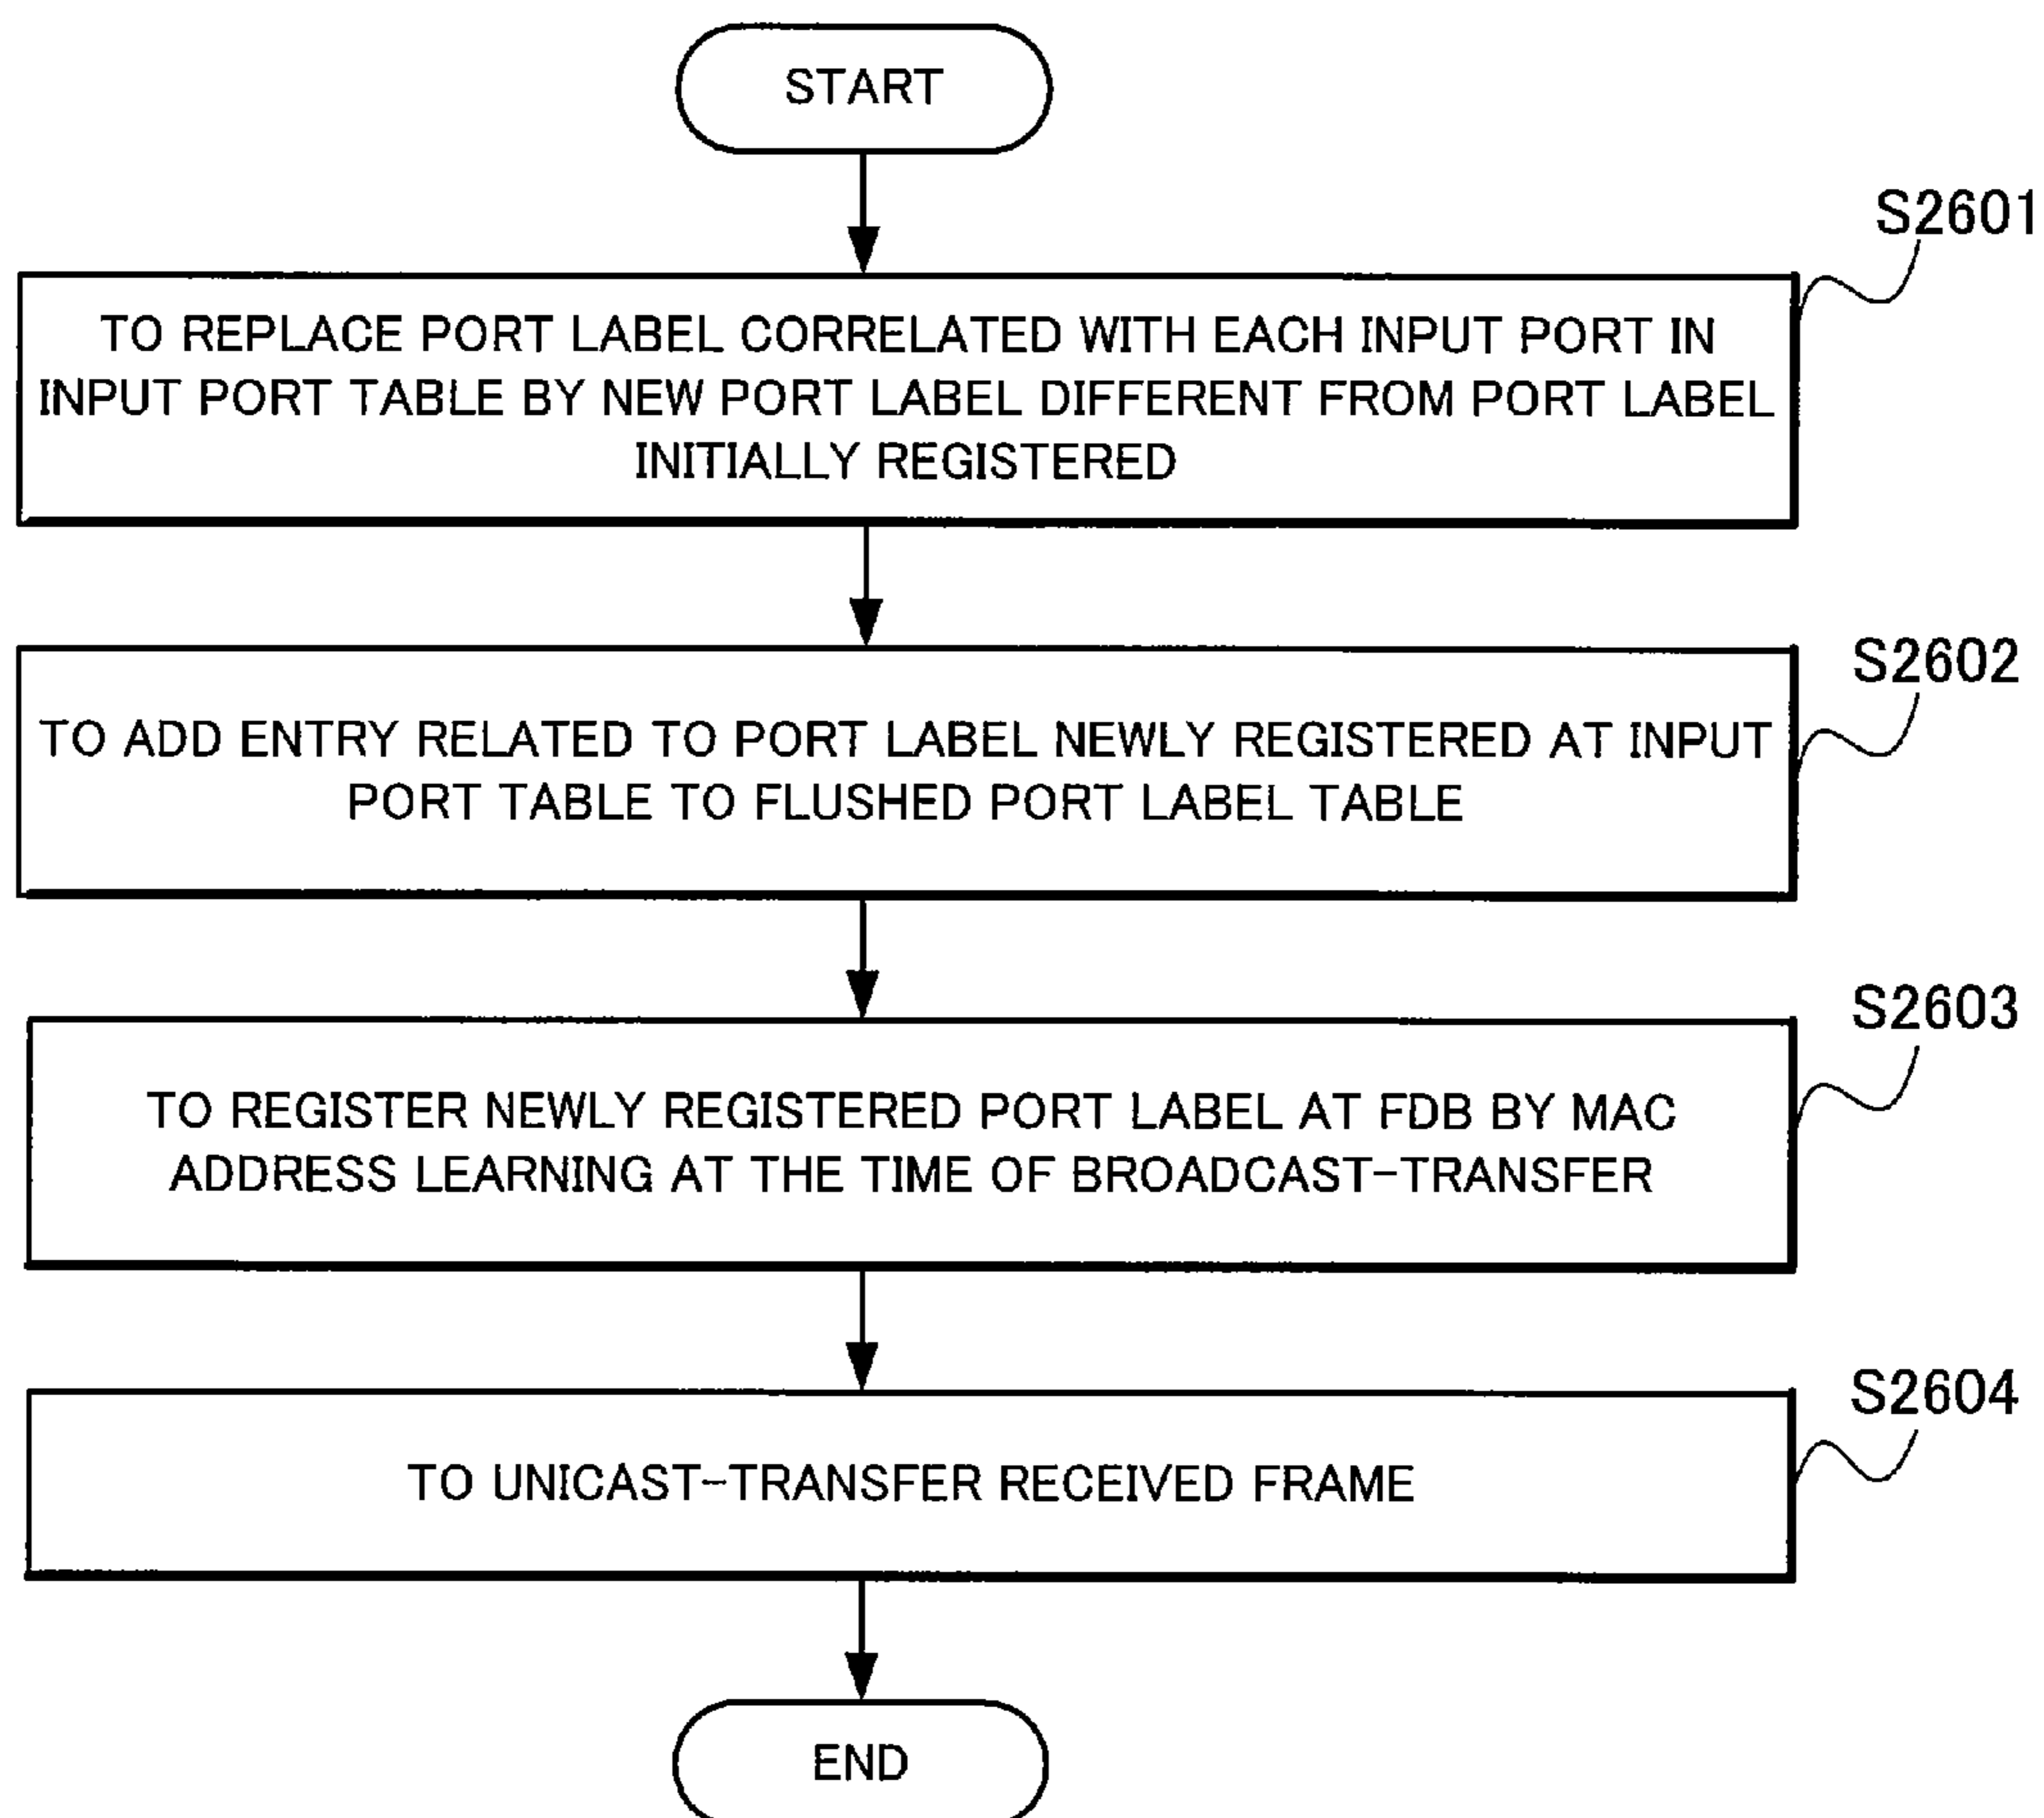 START
S2601
TO REPLACE PORT LABEL CORRELATED WITH EACH INPUT PORT IN
INPUT PORT TABLE BY NEW PORT LABEL DIFFERENT FROM PORT LABEL
INITIALLY REGISTERED
S2602
TO ADD ENTRY RELATED TO PORT LABEL NEWLY REGISTERED AT INPUT
PORT TABLE TO FLUSHED PORT LABEL TABLE
S2603
TO REGISTER NEWLY REGISTERED PORT LABEL AT FDB BY MAC
ADDRESS LEARNING AT THE TIME OF BROADCAST-TRANSFER
S2604
TO UNICAST-TRANSFER RECEIVED FRAME
END